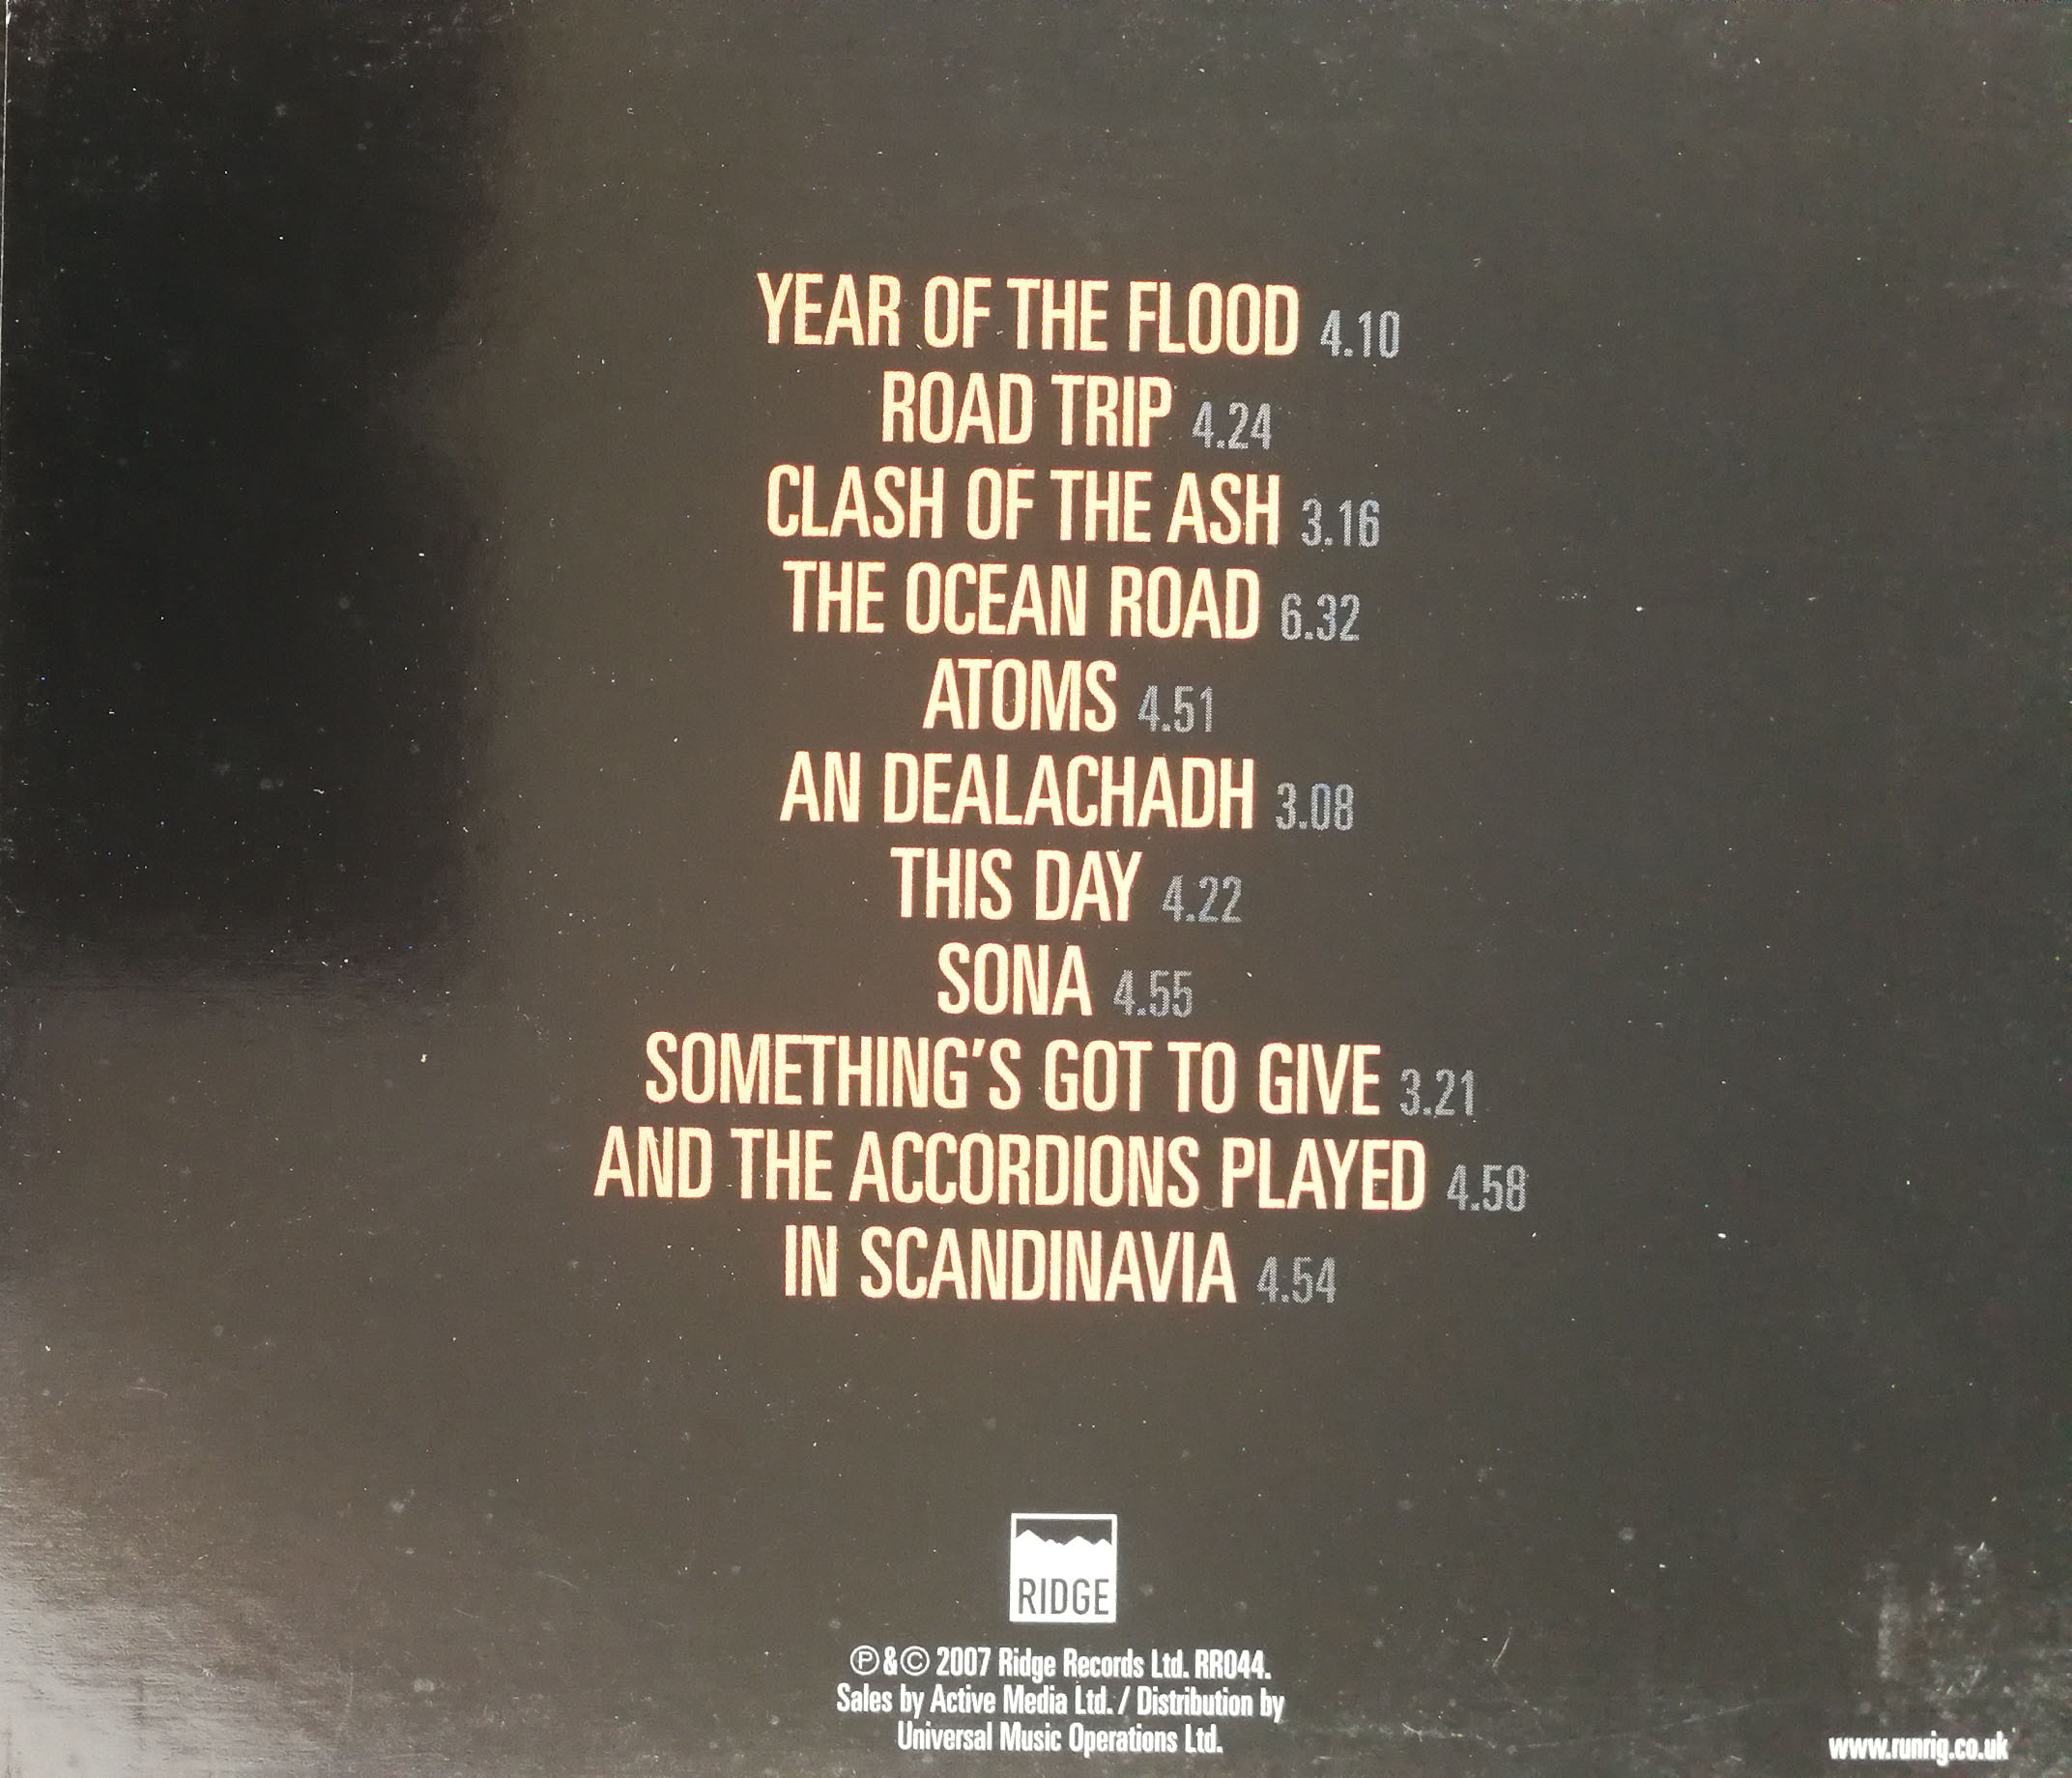 YEAR OF THE FLOOD 4.10
ROAD TRIP 4.24
CLASH OF THE ASH 3.16
THE OCEAN ROAD 6.32
ATOMS 4.51
AN DEALACHADH 3.08
THIS DAY 4.22
SONA 4.55
SOMETHING'S GOT TO GIVE 3.21
AND THE ACCORDIONS PLAYED 4.58
IN SCANDINAVIA 4.54
RIDGE
℗ & © 2007 Ridge Records Ltd. RR044.
Sales by Active Media Ltd. / Distribution by
Universal Music Operations Ltd.
www.runrig.co.uk